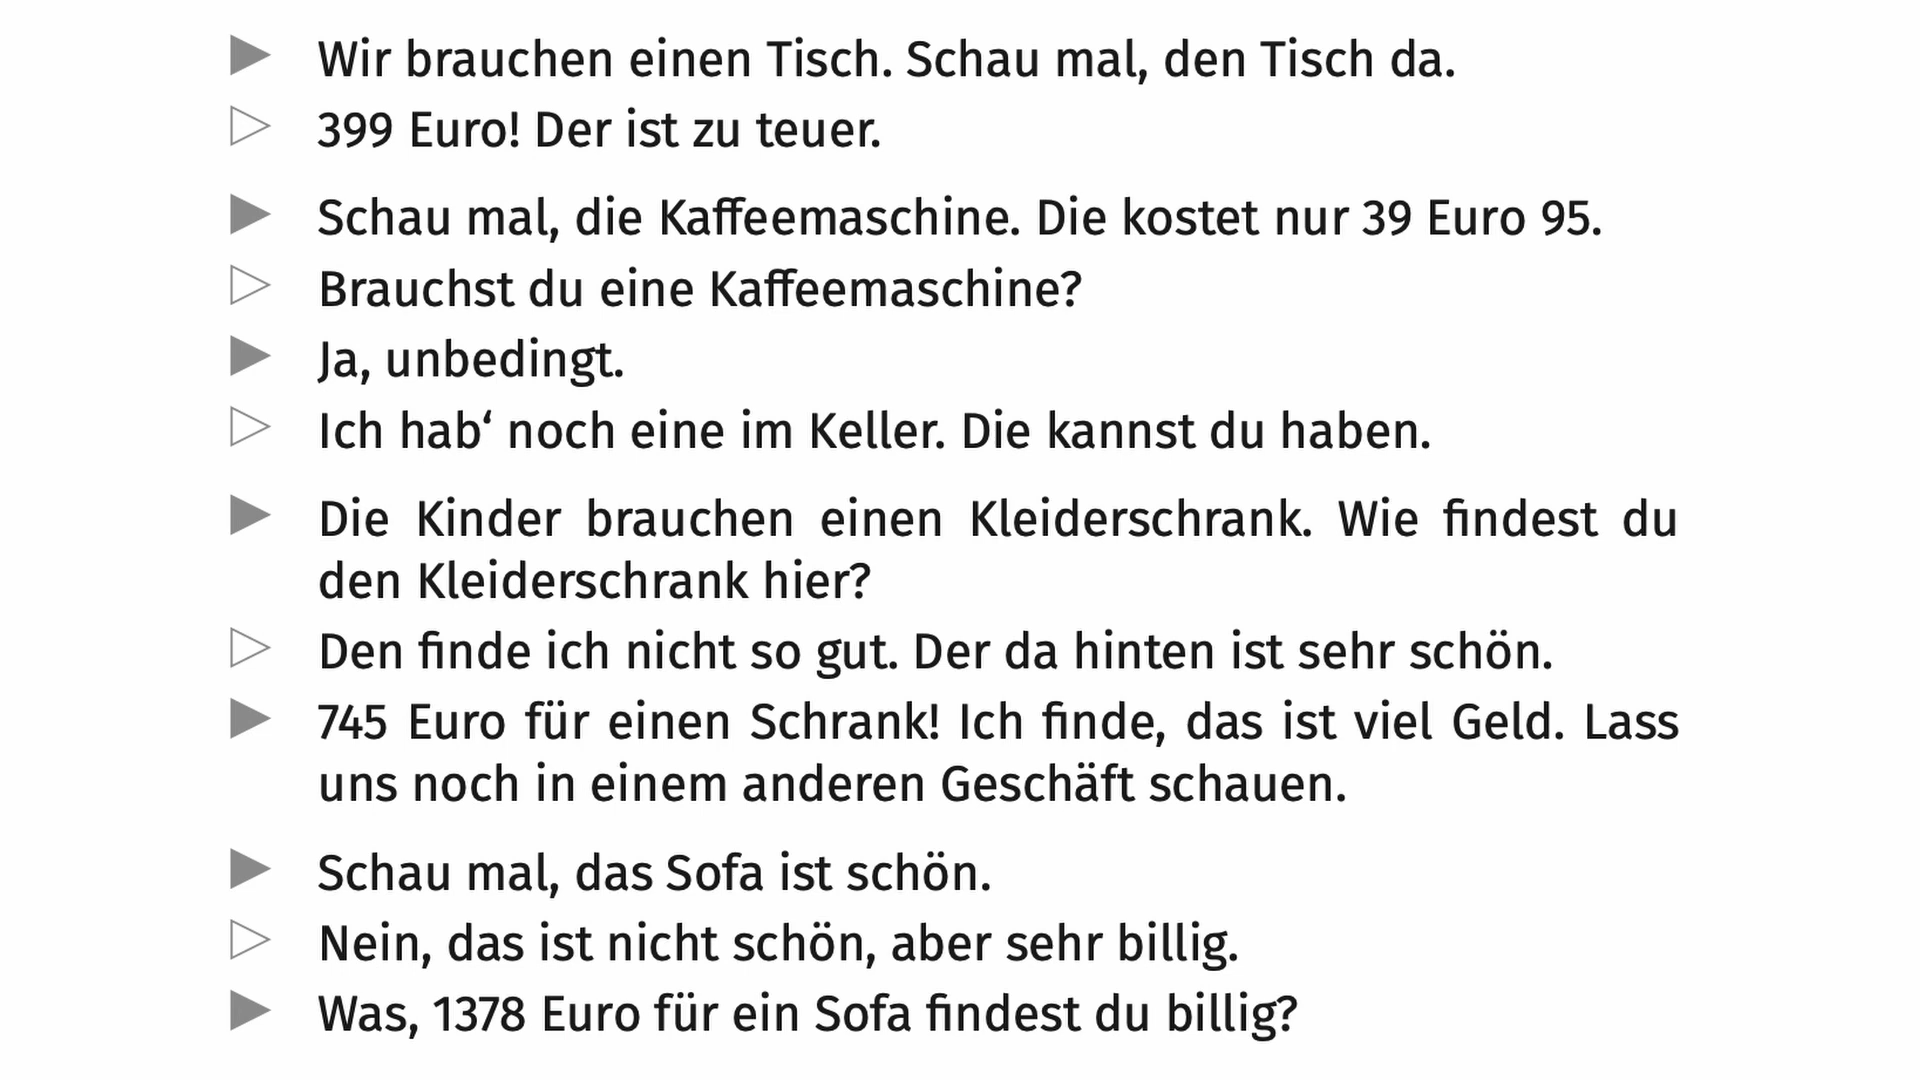 Wir brauchen einen Tisch. Schau mal, den Tisch da.
399 Euro! Der ist zu teuer.
Schau mal, die Kaffeemaschine. Die kostet nur 39 Euro 95.
Brauchst du eine Kaffeemaschine?
Ja, unbedingt.
Ich hab‘ noch eine im Keller. Die kannst du haben.
Die Kinder brauchen einen Kleiderschrank. Wie findest du
den Kleiderschrank hier?
Den finde ich nicht so gut. Der da hinten ist sehr schön.
745 Euro für einen Schrank! Ich finde, das ist viel Geld. Lass
uns noch in einem anderen Geschäft schauen.
Schau mal, das Sofa ist schön.
Nein, das ist nicht schön, aber sehr billig.
Was, 1378 Euro für ein Sofa findest du billig?